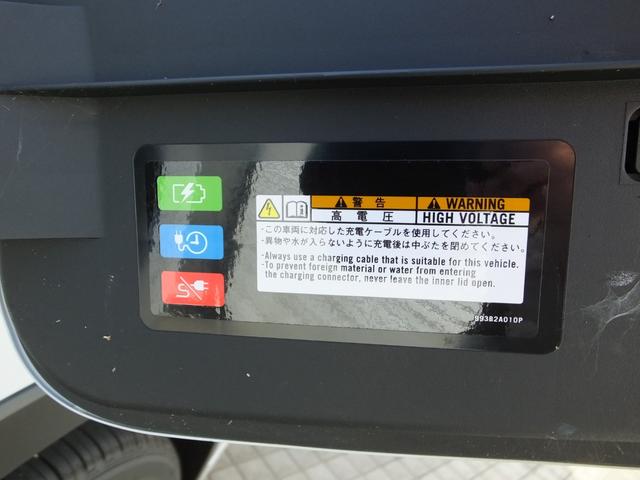 警告 WARNING
高電圧 HIGH VOLTAGE
・この車両に対応した充電ケーブルを使用してください。
・異物や水が入らないように充電後は中ぶたを閉めてください。
・Always use a charging cable that is suitable for this vehicle.
・To prevent foreign material or water from entering
the charging connector, never leave the inner lid open.
B93B2A010P